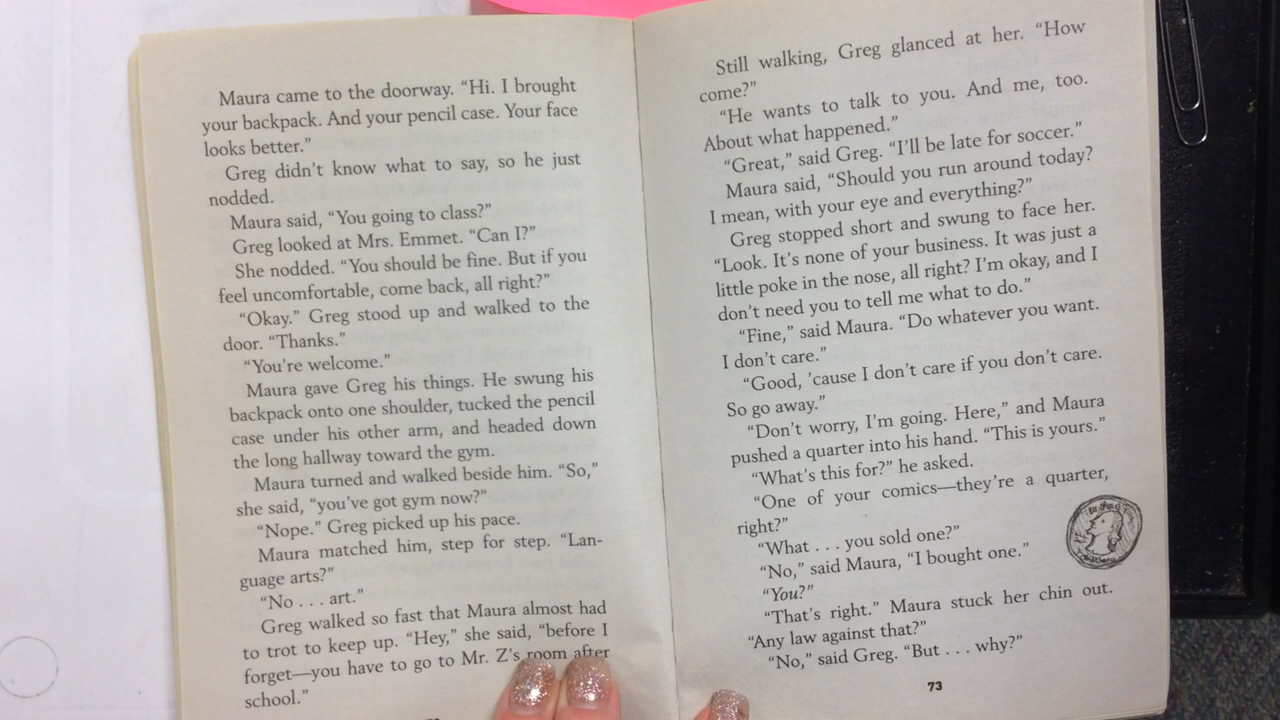 Maura came to the doorway. “Hi. I brought
your backpack. And your pencil case. Your face
looks better.”
Greg didn’t know what to say, so he just
nodded.
Maura said, “You going to class?”
Greg looked at Mrs. Emmet. “Can I?”
She nodded. “You should be fine. But if you
feel uncomfortable, come back, all right?”
“Okay.” Greg stood up and walked to the
door. “Thanks.”
“You’re welcome.”
Maura gave Greg his things. He swung his
backpack onto one shoulder, tucked the pencil
case under his other arm, and headed down
the long hallway toward the gym.
Maura turned and walked beside him. “So,”
she said, “you’ve got gym now?”
“Nope.” Greg picked up his pace.
Maura matched him, step for step. “Lan-
guage arts?”
“No . . . art.”
Greg walked so fast that Maura almost had
to trot to keep up. “Hey,” she said, “before I
forget—you have to go to Mr. Z’s room after
school.”
Still walking, Greg glanced at her. “How
come?”
“He wants to talk to you. And me, too.
About what happened.”
“Great,” said Greg. “I’ll be late for soccer.”
Maura said, “Should you run around today?
I mean, with your eye and everything?”
Greg stopped short and swung to face her.
“Look. It’s none of your business. It was just a
little poke in the nose, all right? I’m okay, and I
don’t need you to tell me what to do.”
“Fine,” said Maura. “Do whatever you want.
I don’t care.”
“Good, ’cause I don’t care if you don’t care.
So go away.”
“Don’t worry, I’m going. Here,” and Maura
pushed a quarter into his hand. “This is yours.”
“What’s this for?” he asked.
“One of your comics—they’re a quarter,
right?”
“What . . . you sold one?”
“No,” said Maura, “I bought one.”
“You?”
“That’s right.” Maura stuck her chin out.
“Any law against that?”
“No,” said Greg. “But . . . why?”
73